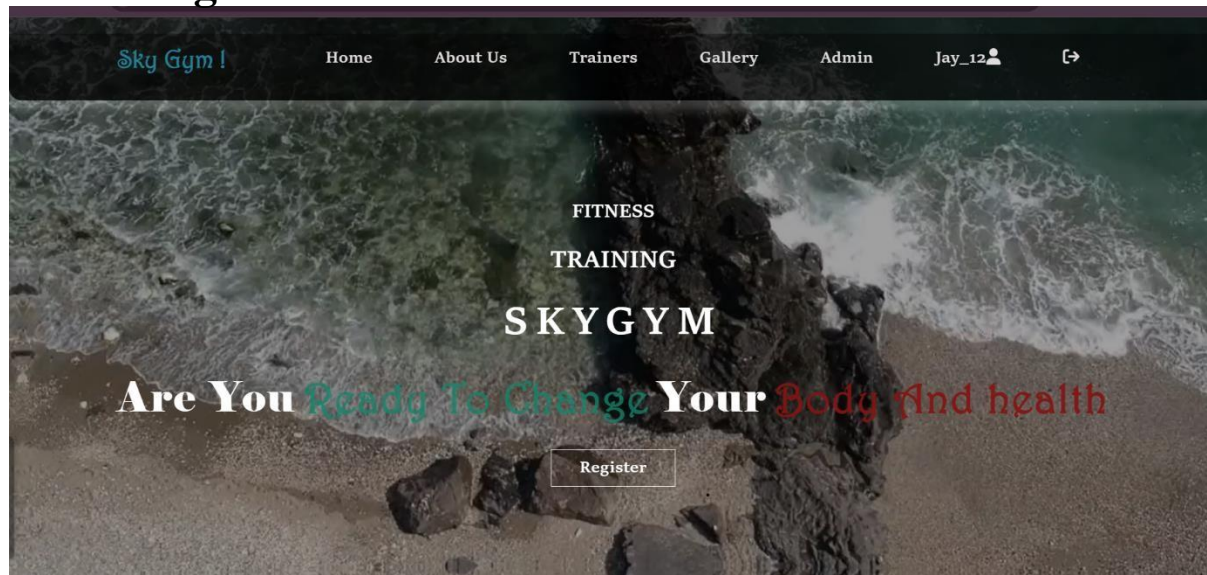 Sky Gym ! Home About Us Trainers Gallery Admin Jay_12
FITNESS
TRAINING
SKYGYM
Are You Ready To Change Your Body And health
Register